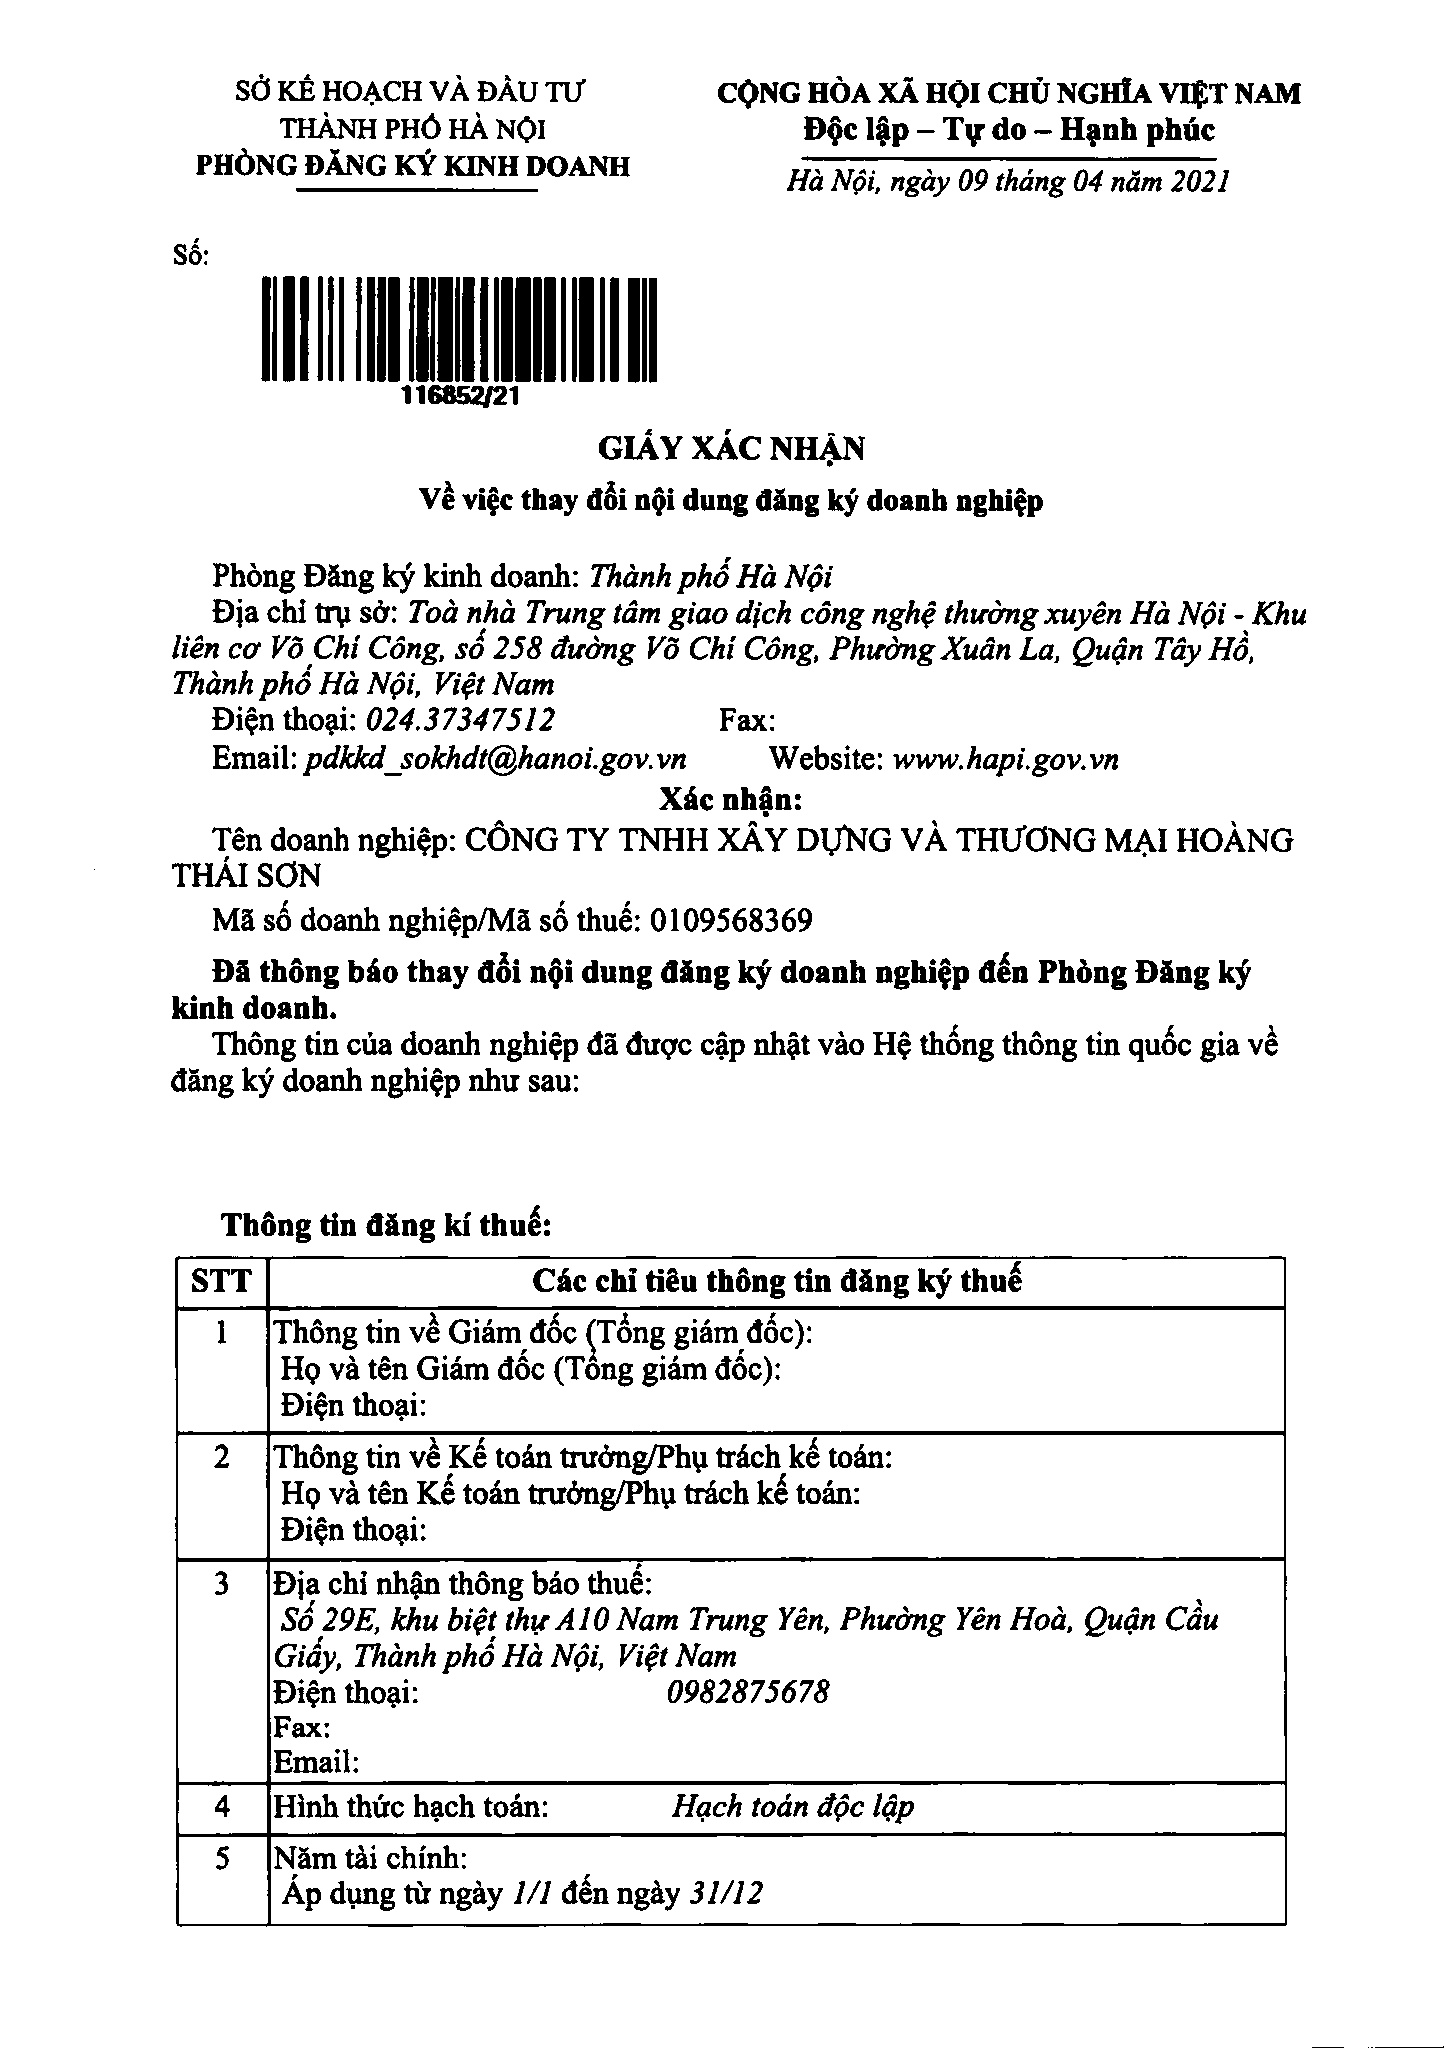 SỞ KẾ HOẠCH VÀ ĐẦU TƯ
THÀNH PHỐ HÀ NỘI
PHÒNG ĐĂNG KÝ KINH DOANH
CỘNG HÒA XÃ HỘI CHỦ NGHĨA VIỆT NAM
Độc lập – Tự do – Hạnh phúc
Hà Nội, ngày 09 tháng 04 năm 2021
Số:
116852/21
GIẤY XÁC NHẬN
Về việc thay đổi nội dung đăng ký doanh nghiệp
Phòng Đăng ký kinh doanh: Thành phố Hà Nội
Địa chỉ trụ sở: Toà nhà Trung tâm giao dịch công nghệ thường xuyên Hà Nội - Khu
liên cơ Võ Chí Công, số 258 đường Võ Chí Công, Phường Xuân La, Quận Tây Hồ,
Thành phố Hà Nội, Việt Nam
Điện thoại: 024.37347512 Fax:
Email: pdkkd_sokhdt@hanoi.gov.vn Website: www.hapi.gov.vn
Xác nhận:
Tên doanh nghiệp: CÔNG TY TNHH XÂY DỰNG VÀ THƯƠNG MẠI HOÀNG
THÁI SƠN
Mã số doanh nghiệp/Mã số thuế: 0109568369
Đã thông báo thay đổi nội dung đăng ký doanh nghiệp đến Phòng Đăng ký
kinh doanh.
Thông tin của doanh nghiệp đã được cập nhật vào Hệ thống thông tin quốc gia về
đăng ký doanh nghiệp như sau:
Thông tin đăng kí thuế:
STT Các chỉ tiêu thông tin đăng ký thuế
1 Thông tin về Giám đốc (Tổng giám đốc):
Họ và tên Giám đốc (Tổng giám đốc):
Điện thoại:
2 Thông tin về Kế toán trưởng/Phụ trách kế toán:
Họ và tên Kế toán trưởng/Phụ trách kế toán:
Điện thoại:
3 Địa chỉ nhận thông báo thuế:
Số 29E, khu biệt thự A10 Nam Trung Yên, Phường Yên Hoà, Quận Cầu
Giấy, Thành phố Hà Nội, Việt Nam
Điện thoại: 0982875678
Fax:
Email:
4 Hình thức hạch toán: Hạch toán độc lập
5 Năm tài chính:
Áp dụng từ ngày 1/1 đến ngày 31/12